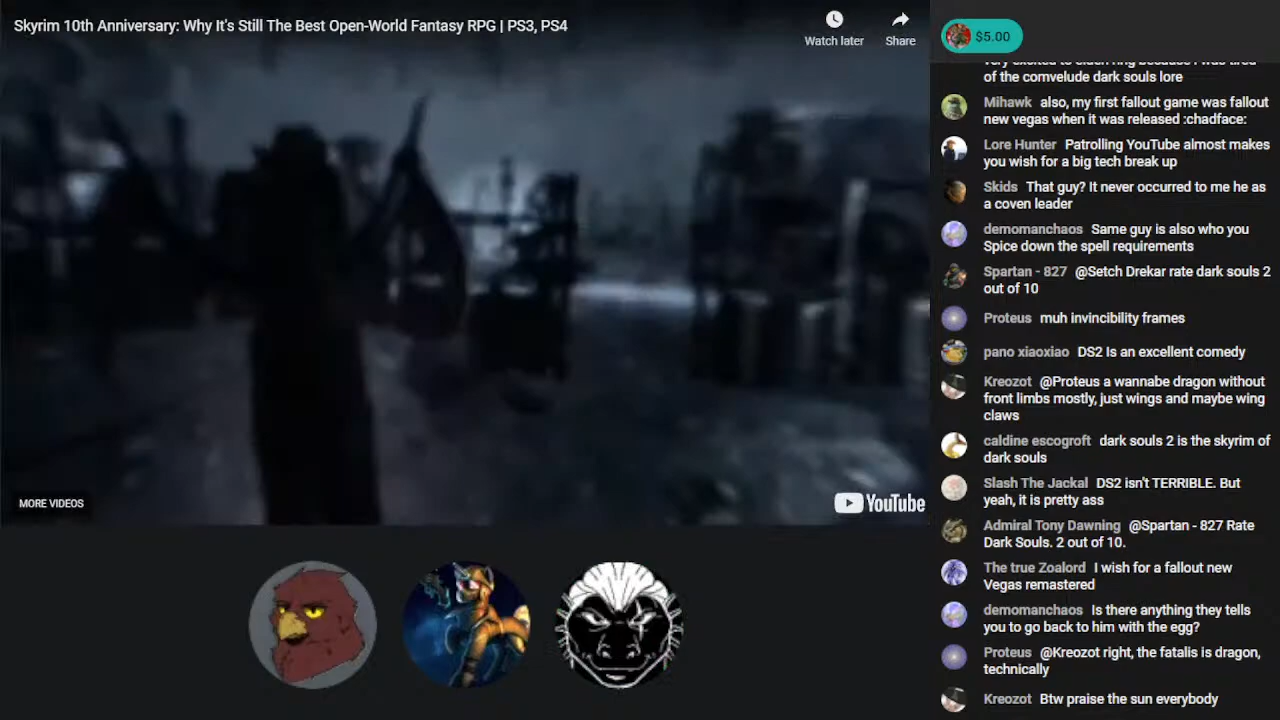 Skyrim 10th Anniversary: Why It's Still The Best Open-World Fantasy RPG | PS3, PS4
Watch later
Share
MORE VIDEOS
YouTube
$5.00
of the comvelude dark souls lore
Mihawk also, my first fallout game was fallout
new vegas when it was released :chadface:
Lore Hunter Patrolling YouTube almost makes
you wish for a big tech break up
Skids That guy? It never occurred to me he as
a coven leader
demomanchaos Same guy is also who you
Spice down the spell requirements
Spartan - 827 @Setch Drekar rate dark souls 2
out of 10
Proteus muh invincibility frames
pano xiaoxiao DS2 Is an excellent comedy
Kreozot @Proteus a wannabe dragon without
front limbs mostly, just wings and maybe wing
claws
caldine escogroft dark souls 2 is the skyrim of
dark souls
Slash The Jackal DS2 isn't TERRIBLE. But
yeah, it is pretty ass
Admiral Tony Dawning @Spartan - 827 Rate
Dark Souls. 2 out of 10.
The true Zoalord I wish for a fallout new
Vegas remastered
demomanchaos Is there anything they tells
you to go back to him with the egg?
Proteus @Kreozot right, the fatalis is dragon,
technically
Kreozot Btw praise the sun everybody